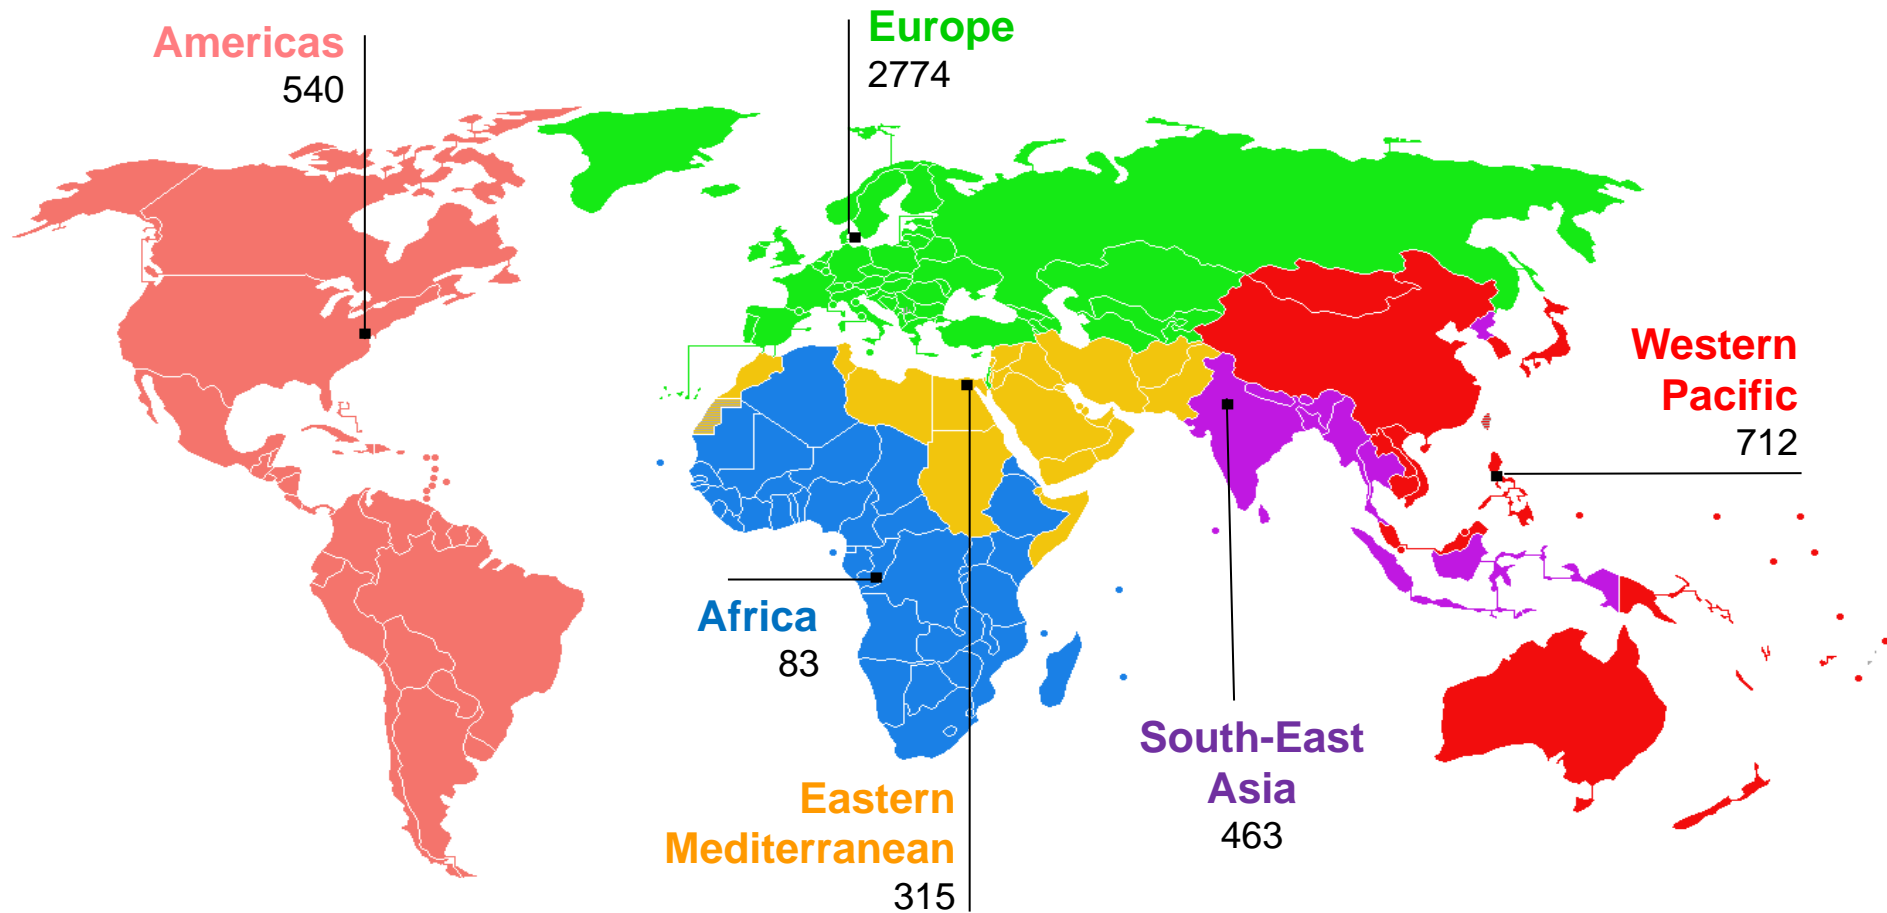 Americas
540
Europe
2774
Western
Pacific
712
Africa
83
South-East
Asia
463
Eastern
Mediterranean
315